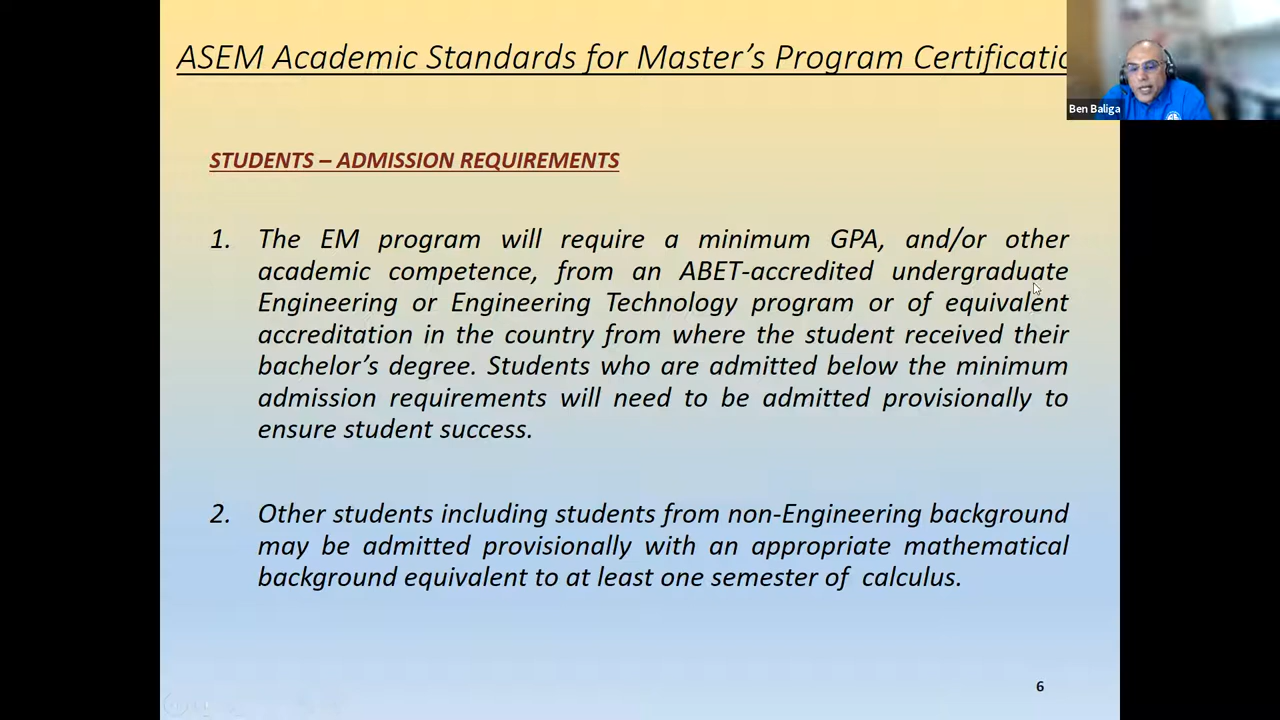 ASEM Academic Standards for Master's Program Certificatio
Ben Baliga
STUDENTS – ADMISSION REQUIREMENTS
1. The EM program will require a minimum GPA, and/or other
academic competence, from an ABET-accredited undergraduate
Engineering or Engineering Technology program or of equivalent
accreditation in the country from where the student received their
bachelor's degree. Students who are admitted below the minimum
admission requirements will need to be admitted provisionally to
ensure student success.
2. Other students including students from non-Engineering background
may be admitted provisionally with an appropriate mathematical
background equivalent to at least one semester of calculus.
6